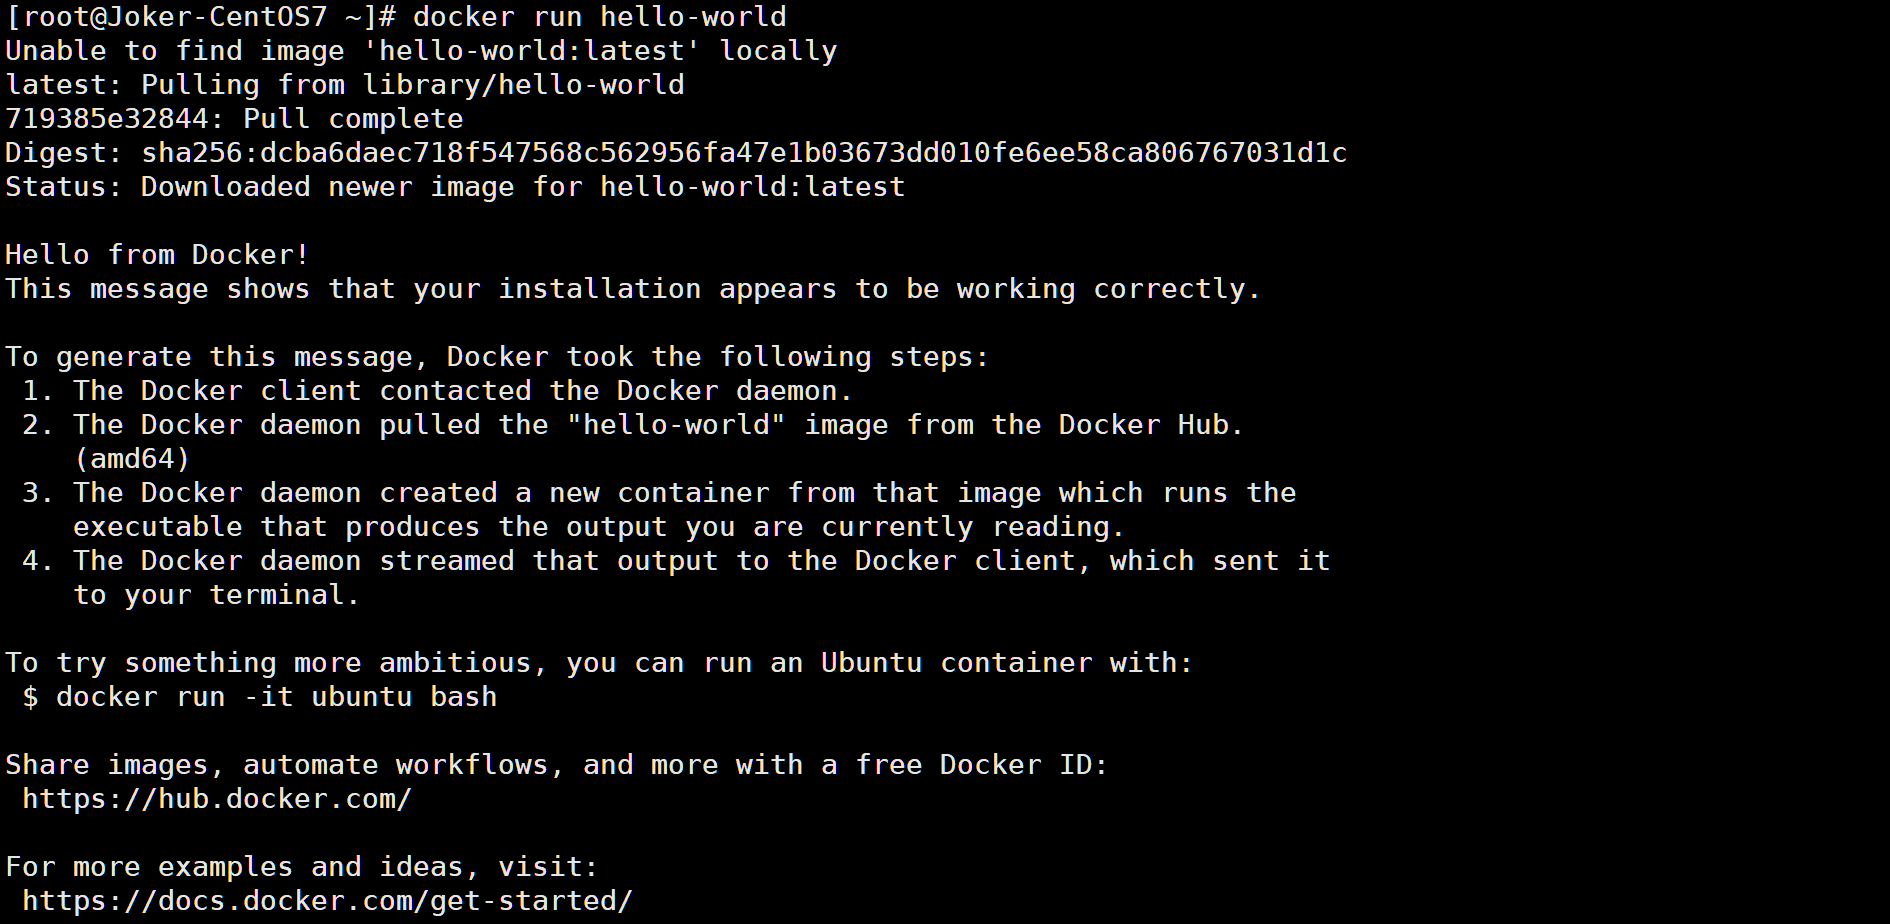 [root@Joker-CentOS7 ~]# docker run hello-world
Unable to find image 'hello-world:latest' locally
latest: Pulling from library/hello-world
719385e32844: Pull complete
Digest: sha256:dcba6daec718f547568c562956fa47e1b03673dd010fe6ee58ca806767031d1c
Status: Downloaded newer image for hello-world:latest

Hello from Docker!
This message shows that your installation appears to be working correctly.

To generate this message, Docker took the following steps:
 1. The Docker client contacted the Docker daemon.
 2. The Docker daemon pulled the "hello-world" image from the Docker Hub.
    (amd64)
 3. The Docker daemon created a new container from that image which runs the
    executable that produces the output you are currently reading.
 4. The Docker daemon streamed that output to the Docker client, which sent it
    to your terminal.

To try something more ambitious, you can run an Ubuntu container with:
 $ docker run -it ubuntu bash

Share images, automate workflows, and more with a free Docker ID:
 https://hub.docker.com/

For more examples and ideas, visit:
 https://docs.docker.com/get-started/